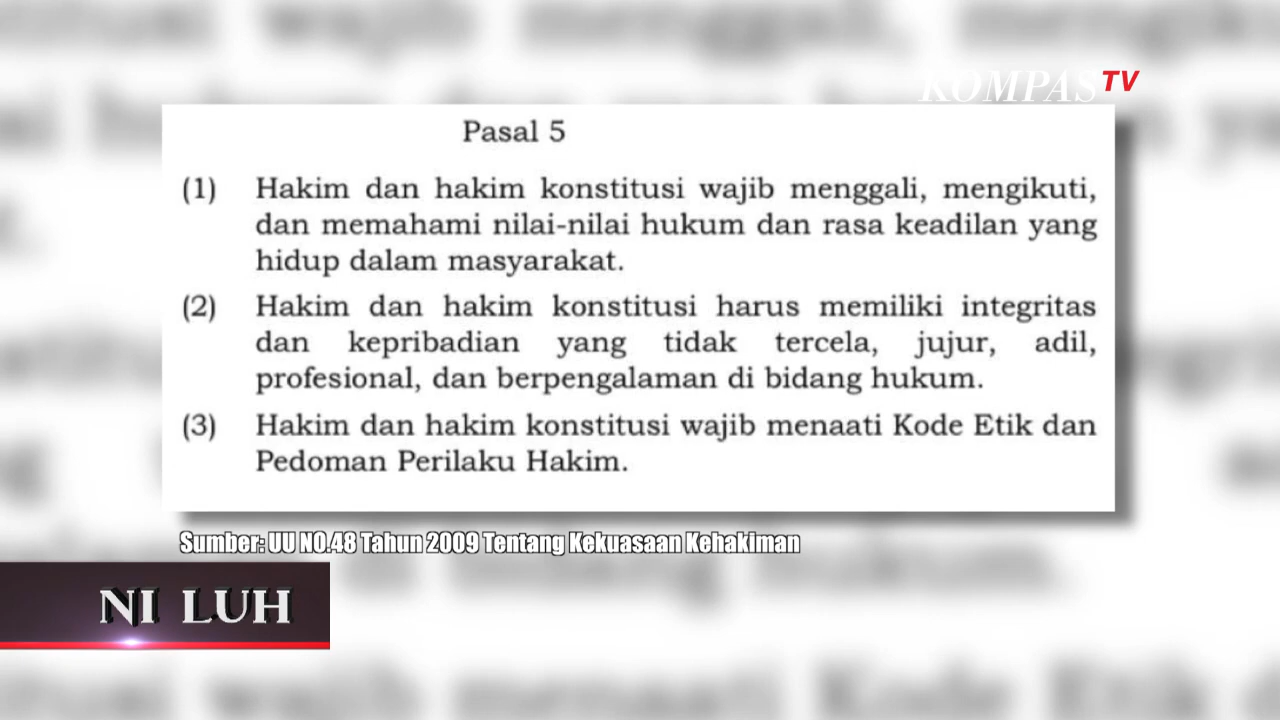 KOMPAS TV
Pasal 5
(1) Hakim dan hakim konstitusi wajib menggali, mengikuti,
dan memahami nilai-nilai hukum dan rasa keadilan yang
hidup dalam masyarakat.
(2) Hakim dan hakim konstitusi harus memiliki integritas
dan kepribadian yang tidak tercela, jujur, adil,
profesional, dan berpengalaman di bidang hukum.
(3) Hakim dan hakim konstitusi wajib menaati Kode Etik dan
Pedoman Perilaku Hakim.
Sumber: UU NO.48 Tahun 2009 Tentang Kekuasaan Kehakiman
NI LUH